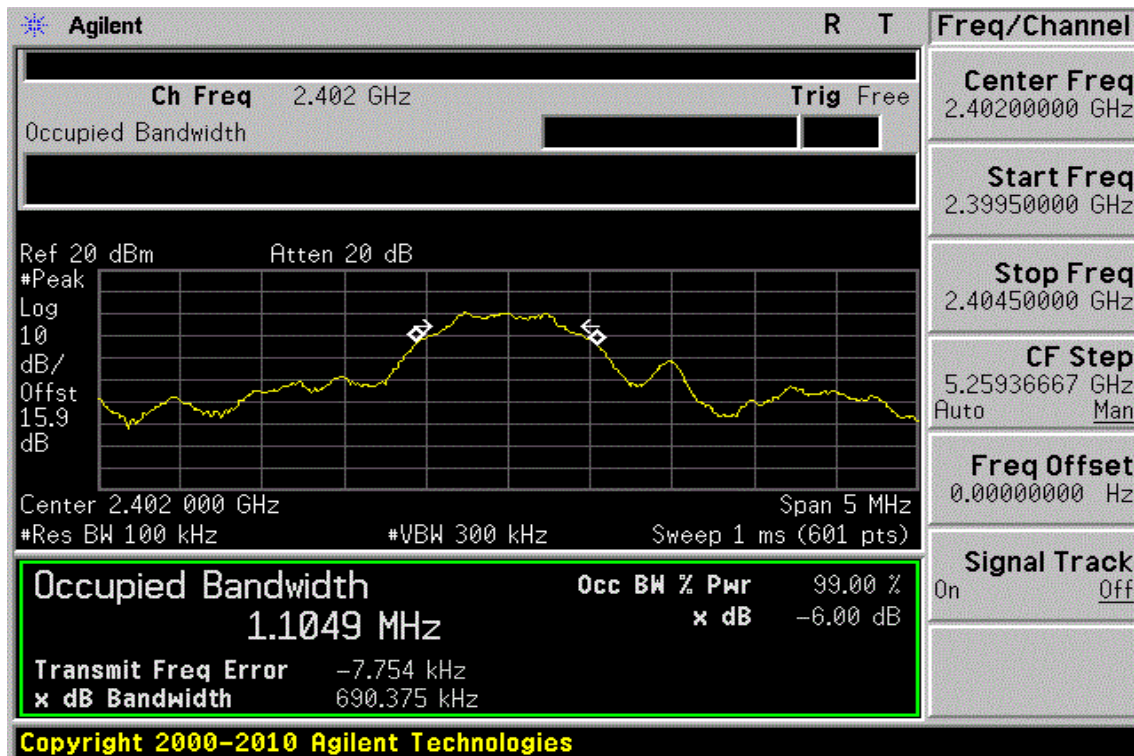 Agilent R T
Ch Freq 2.402 GHz Trig Free
Occupied Bandwidth
Ref 20 dBm Atten 20 dB
#Peak
Log
10
dB/
Offst
15.9
dB
Center 2.402 000 GHz Span 5 MHz
#Res BW 100 kHz #VBW 300 kHz Sweep 1 ms (601 pts)
Occupied Bandwidth
1.1049 MHz
Occ BW % Pwr 99.00 %
x dB -6.00 dB
Transmit Freq Error -7.754 kHz
x dB Bandwidth 690.375 kHz
Copyright 2000-2010 Agilent Technologies
Freq/Channel
Center Freq
2.40200000 GHz
Start Freq
2.39950000 GHz
Stop Freq
2.40450000 GHz
CF Step
5.25936667 GHz
Auto Man
Freq Offset
0.00000000 Hz
Signal Track
On Off